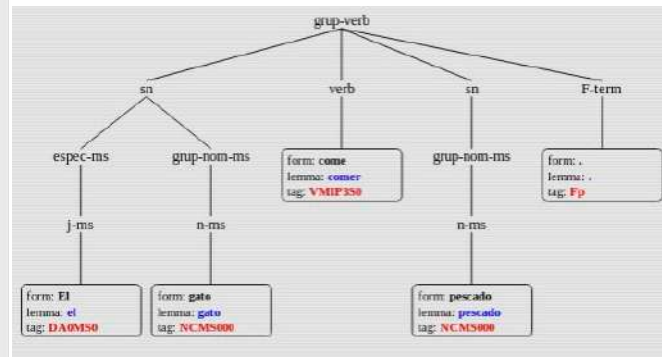 grup-verb
sn verb sn F-term
espec-ms grup-nom-ms grup-nom-ms
form: come
lemma: comer
tag: VMIP3S0
form: .
lemma: .
tag: Fp
j-ms n-ms n-ms
form: El
lemma: el
tag: DA0MS0
form: gato
lemma: gato
tag: NCMS000
form: pescado
lemma: pescado
tag: NCMS000